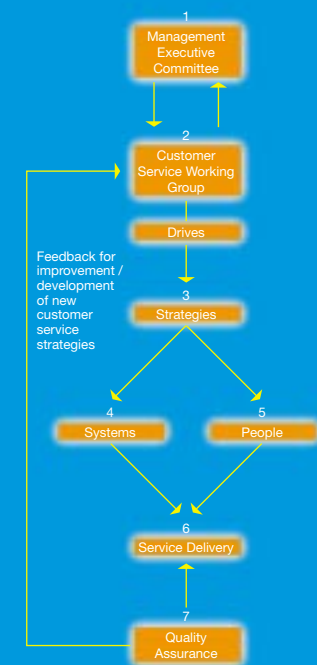 1
Management
Executive
Committee
2
Customer
Service Working
Group
Drives
Feedback for
improvement /
development
of new
customer
service
strategies
3
Strategies
4
Systems
5
People
6
Service Delivery
7
Quality
Assurance